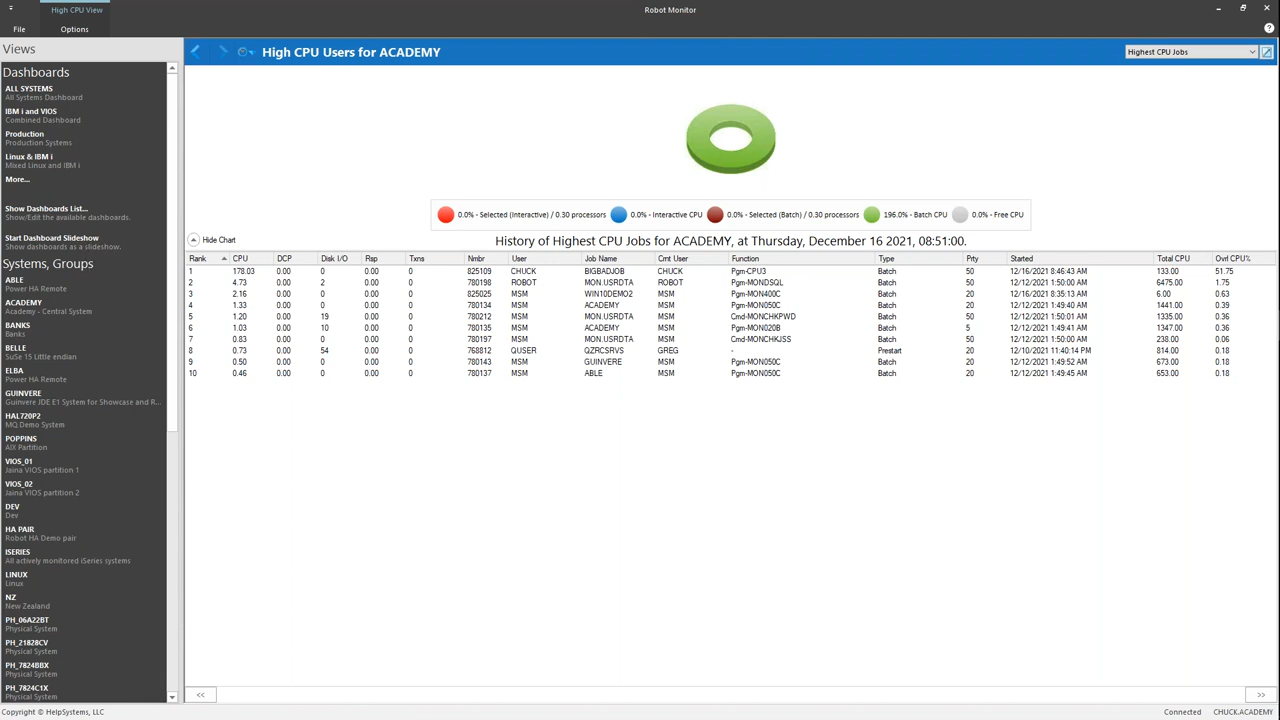 High CPU View
Robot Monitor
File
Options
Views
High CPU Users for ACADEMY
Highest CPU Jobs
Dashboards
ALL SYSTEMS
All Systems Dashboard
IBM i and VIOS
Combined Dashboard
Production
Production Systems
Linux & IBM i
Mixed Linux and IBM i
More...
Show Dashboards List...
Show/Edit the available dashboards.
Start Dashboard Slideshow
Show dashboards as a slideshow.
Systems, Groups
ABLE
Power HA Remote
ACADEMY
Academy - Central System
BANKS
Banks
BELLE
SuSe 15 Little endian
ELBA
Power HA Remote
GUINVERE
Guinvere JDE E1 System for Showcase and R...
HAL720P2
MQ Demo System
POPPINS
AIX Partition
VIOS_01
Jaina VIOS partition 1
VIOS_02
Jaina VIOS partition 2
DEV
Dev
HA PAIR
Robot HA Demo pair
ISERIES
All actively monitored iSeries systems
LINUX
Linux
NZ
New Zealand
PH_06A22BT
Physical System
PH_21828CV
Physical System
PH_7824BBX
Physical System
PH_7824C1X
Physical System
0.0% - Selected (Interactive) / 0.30 processors 0.0% - Interactive CPU 0.0% - Selected (Batch) / 0.30 processors 196.0% - Batch CPU 0.0% - Free CPU
Hide Chart
History of Highest CPU Jobs for ACADEMY, at Thursday, December 16 2021, 08:51:00.
Rank CPU DCP Disk I/O Rsp Txns Nmbr User Job Name Crnt User Function Type Prty Started Total CPU Ovrl CPU%
1 178.03 0.00 0 0.00 0 825109 CHUCK BIGBADJOB CHUCK Pgm-CPU3 Batch 50 12/16/2021 8:46:43 AM 133.00 51.75
2 4.73 0.00 2 0.00 0 780198 ROBOT MON.USRDTA ROBOT Pgm-MONDSQL Batch 50 12/12/2021 1:50:00 AM 6475.00 1.75
3 2.16 0.00 0 0.00 0 825025 MSM WIN10DEMO2 MSM Pgm-MON400C Batch 20 12/16/2021 8:35:13 AM 6.00 0.63
4 1.33 0.00 0 0.00 0 780134 MSM ACADEMY MSM Pgm-MON050C Batch 20 12/12/2021 1:49:40 AM 1441.00 0.39
5 1.20 0.00 19 0.00 0 780212 MSM MON.USRDTA MSM Cmd-MONCHKPWD Batch 50 12/12/2021 1:50:01 AM 1335.00 0.36
6 1.03 0.00 10 0.00 0 780135 MSM ACADEMY MSM Pgm-MON020B Batch 5 12/12/2021 1:49:41 AM 1347.00 0.36
7 0.83 0.00 0 0.00 0 780197 MSM MON.USRDTA MSM Cmd-MONCHKJSS Batch 50 12/12/2021 1:50:00 AM 238.00 0.06
8 0.73 0.00 54 0.00 0 768812 QUSER QZRCSRVS GREG - Prestart 20 12/10/2021 11:40:14 PM 814.00 0.18
9 0.50 0.00 0 0.00 0 780143 MSM GUINVERE MSM Pgm-MON050C Batch 20 12/12/2021 1:49:52 AM 673.00 0.18
10 0.46 0.00 0 0.00 0 780137 MSM ABLE MSM Pgm-MON050C Batch 20 12/12/2021 1:49:45 AM 653.00 0.18
<< >>
Copyright © HelpSystems, LLC
Connected
CHUCK.ACADEMY